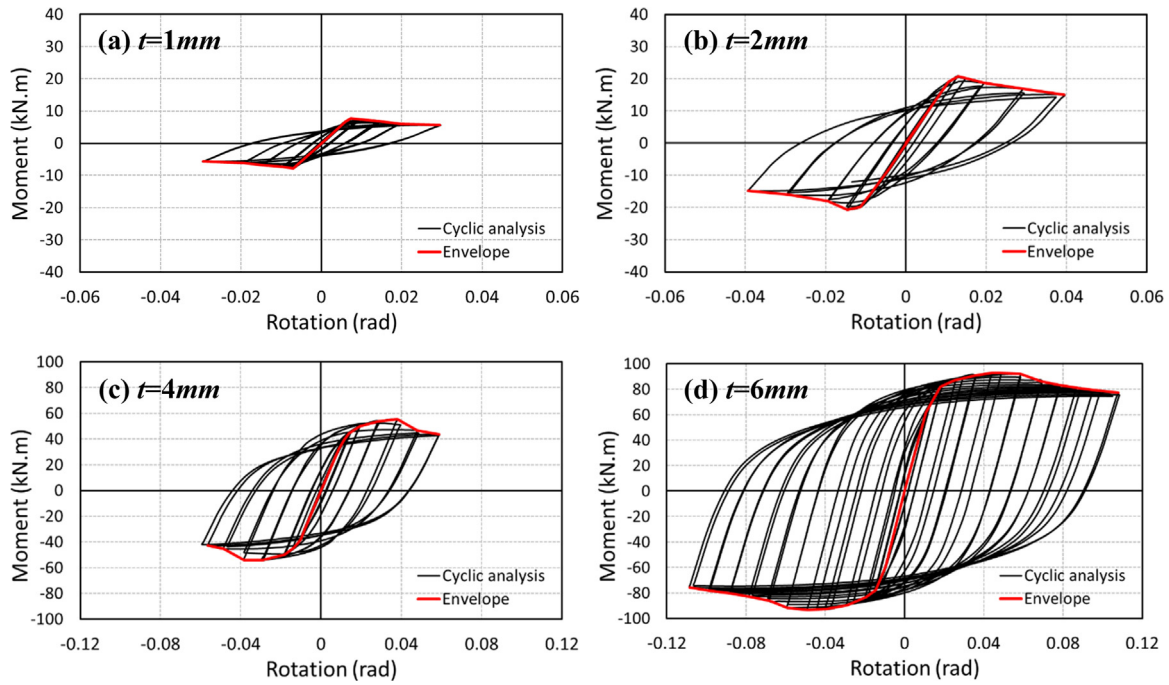 (a) t=1mm
40
30
20
10
0
-10
-20
-30
-40
Moment (kN.m)
Cyclic analysis
Envelope
-0.06 -0.04 -0.02 0 0.02 0.04 0.06
Rotation (rad)
(b) t=2mm
40
30
20
10
0
-10
-20
-30
-40
Moment (kN.m)
Cyclic analysis
Envelope
-0.06 -0.04 -0.02 0 0.02 0.04 0.06
Rotation (rad)
(c) t=4mm
100
80
60
40
20
0
-20
-40
-60
-80
-100
Moment (kN.m)
Cyclic analysis
Envelope
-0.12 -0.08 -0.04 0 0.04 0.08 0.12
Rotation (rad)
(d) t=6mm
100
80
60
40
20
0
-20
-40
-60
-80
-100
Moment (kN.m)
Cyclic analysis
Envelope
-0.12 -0.08 -0.04 0 0.04 0.08 0.12
Rotation (rad)